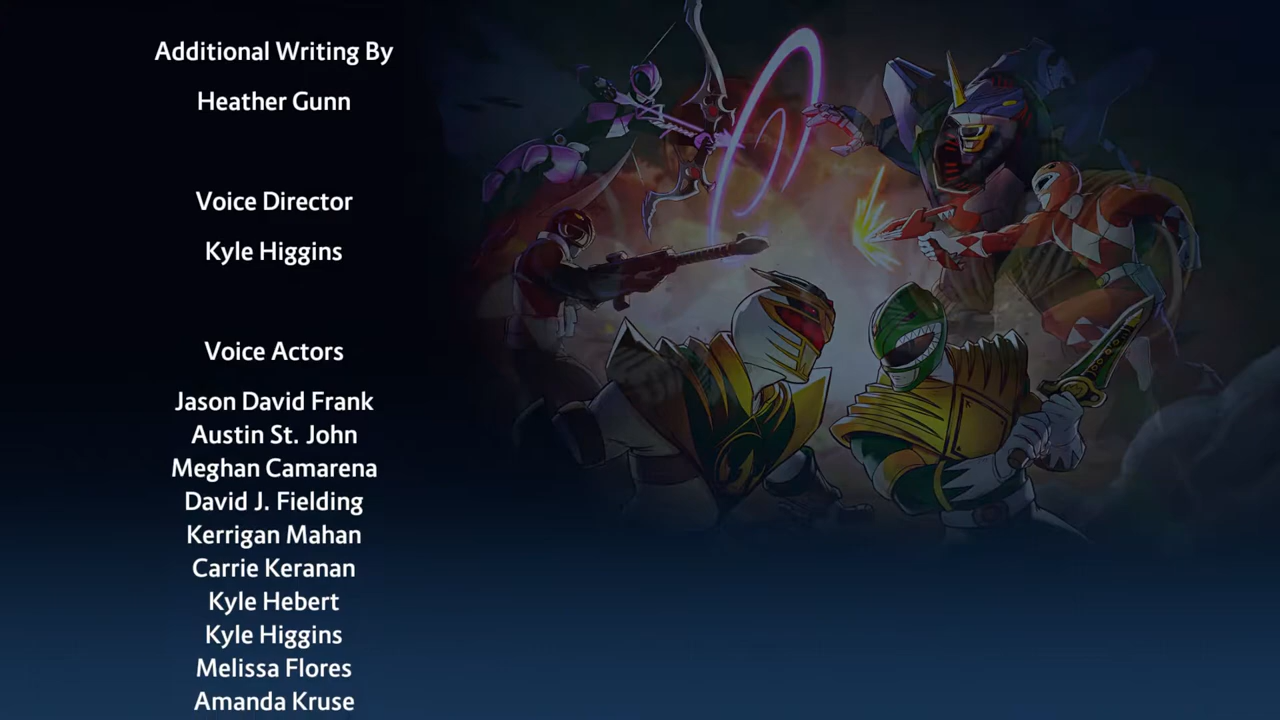 Additional Writing By
Heather Gunn
Voice Director
Kyle Higgins
Voice Actors
Jason David Frank
Austin St. John
Meghan Camarena
David J. Fielding
Kerrigan Mahan
Carrie Keranan
Kyle Hebert
Kyle Higgins
Melissa Flores
Amanda Kruse